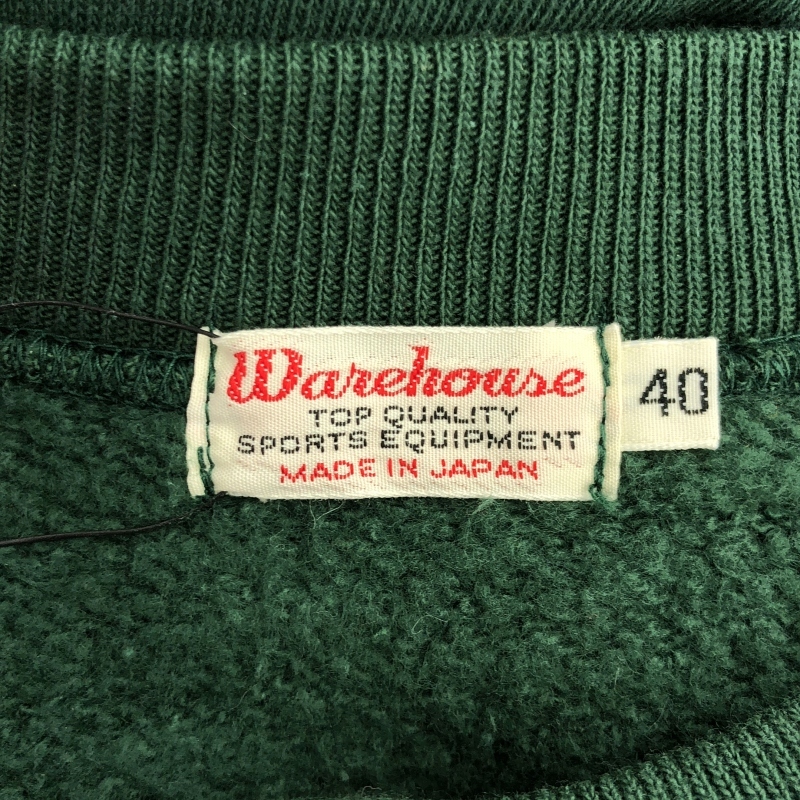 Warehouse
TOP QUALITY
SPORTS EQUIPMENT
MADE IN JAPAN
40